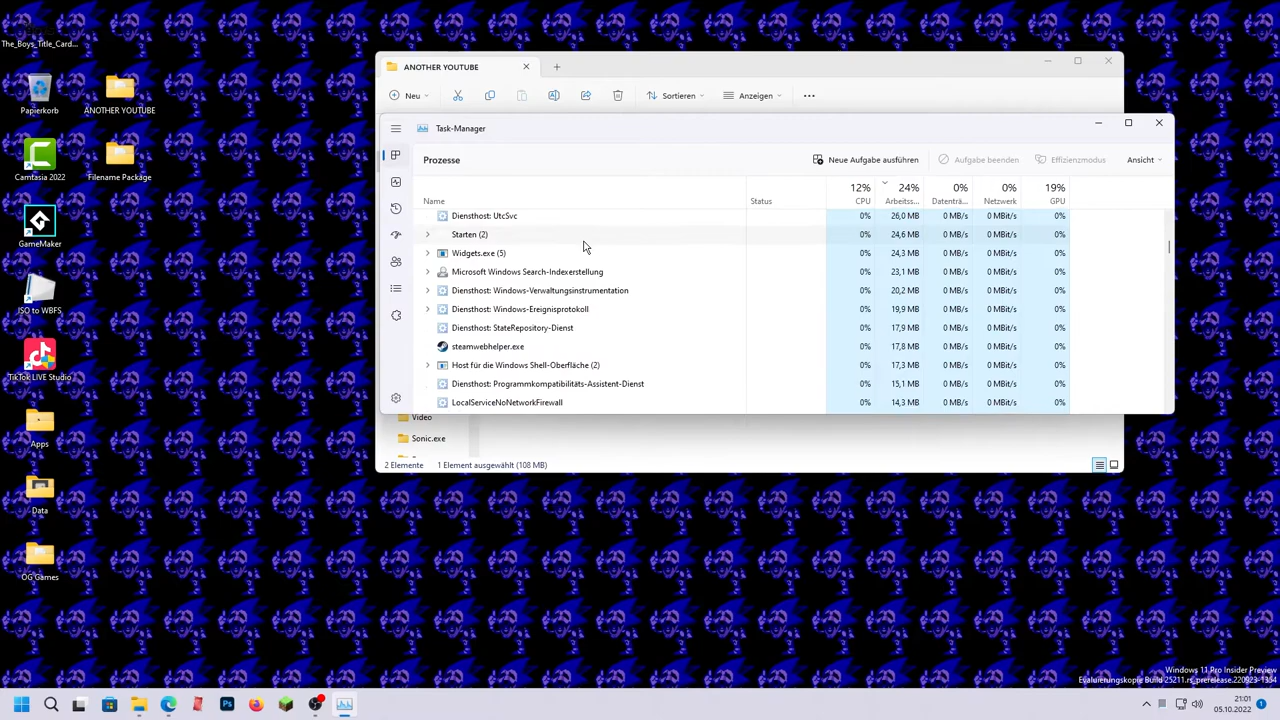 The_Boys_Title_Card...
Papierkorb
ANOTHER YOUTUBE
Camtasia 2022
Filename Package
GameMaker
ISO to WBFS
TikTok LIVE Studio
Apps
Data
OG Games
ANOTHER YOUTUBE
Neu
Sortieren
Anzeigen
Task-Manager
Prozesse
Neue Aufgabe ausführen
Aufgabe beenden
Effizienzmodus
Ansicht
12% 24% 0% 0% 19%
Name Status CPU Arbeitss... Datenträ... Netzwerk GPU
Diensthost: UtcSvc 0% 26,0 MB 0 MB/s 0 MBit/s 0%
Starten (2) 0% 24,6 MB 0 MB/s 0 MBit/s 0%
Widgets.exe (5) 0% 24,3 MB 0 MB/s 0 MBit/s 0%
Microsoft Windows Search-Indexerstellung 0% 23,1 MB 0 MB/s 0 MBit/s 0%
Diensthost: Windows-Verwaltungsinstrumentation 0% 20,2 MB 0 MB/s 0 MBit/s 0%
Diensthost: Windows-Ereignisprotokoll 0% 19,9 MB 0 MB/s 0 MBit/s 0%
Diensthost: StateRepository-Dienst 0% 17,9 MB 0 MB/s 0 MBit/s 0%
steamwebhelper.exe 0% 17,8 MB 0 MB/s 0 MBit/s 0%
Host für die Windows Shell-Oberfläche (2) 0% 17,3 MB 0 MB/s 0 MBit/s 0%
Diensthost: Programmkompatibilitäts-Assistent-Dienst 0% 15,1 MB 0 MB/s 0 MBit/s 0%
LocalServiceNoNetworkFirewall 0% 14,3 MB 0 MB/s 0 MBit/s 0%
Video
Sonic.exe
2 Elemente 1 Element ausgewählt (108 MB)
Windows 11 Pro Insider Preview
Evaluierungskopie. Build 25211.rs_prerelease.220923-1354
21:01
05.10.2022